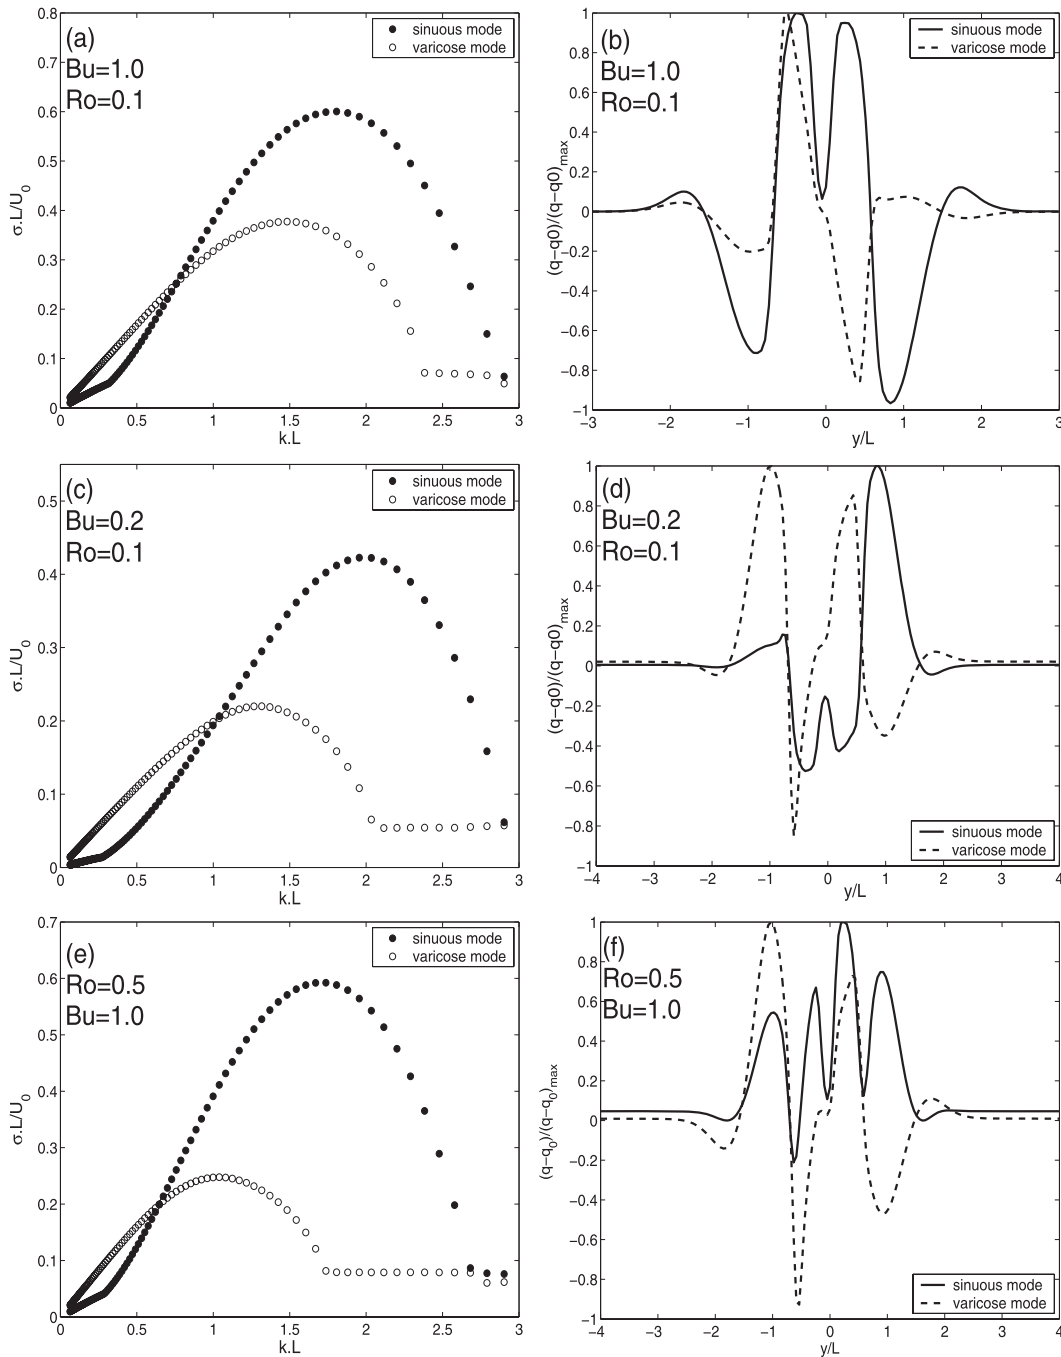 (a)
Bu=1.0
Ro=0.1
sinuous mode
varicose mode
σ.L/U0
0.8
0.7
0.6
0.5
0.4
0.3
0.2
0.1
0
0 0.5 1 1.5 2 2.5 3
k.L
(b)
Bu=1.0
Ro=0.1
sinuous mode
varicose mode
(q−q0)/(q−q0)max
1
0.8
0.6
0.4
0.2
0
−0.2
−0.4
−0.6
−0.8
−1
−3 −2 −1 0 1 2 3
y/L
(c)
Bu=0.2
Ro=0.1
sinuous mode
varicose mode
σ.L/U0
0.5
0.4
0.3
0.2
0.1
0
0 0.5 1 1.5 2 2.5 3
k.L
(d)
Bu=0.2
Ro=0.1
sinuous mode
varicose mode
(q−q0)/(q−q0)max
1
0.8
0.6
0.4
0.2
0
−0.2
−0.4
−0.6
−0.8
−1
−4 −3 −2 −1 0 1 2 3 4
y/L
(e)
Ro=0.5
Bu=1.0
sinuous mode
varicose mode
σ.L/U0
0.7
0.6
0.5
0.4
0.3
0.2
0.1
0
0 0.5 1 1.5 2 2.5 3
k.L
(f)
Ro=0.5
Bu=1.0
sinuous mode
varicose mode
(q−q0)/(q−q0)max
1
0.8
0.6
0.4
0.2
0
−0.2
−0.4
−0.6
−0.8
−1
−4 −3 −2 −1 0 1 2 3 4
y/L